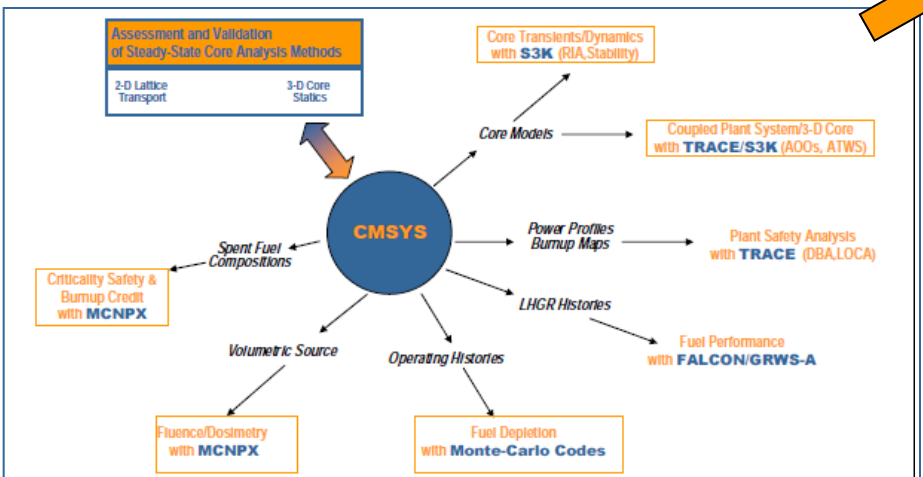 Assessment and Validation
of Steady-State Core Analysis Methods
2-D Lattice
Transport
3-D Core
Statics
Core Transients/Dynamics
with S3K (RIA,Stability)
Core Models
Coupled Plant System/3-D Core
with TRACE/S3K (AOOs, ATWS)
CMSYS
Power Profiles
Burnup Maps
Plant Safety Analysis
with TRACE (DBA,LOCA)
Spent Fuel
Compositions
Criticality Safety &
Burnup Credit
with MCNPX
LHGR Histories
Fuel Performance
with FALCON/GRWS-A
Volumetric Source
Operating Histories
Fluence/Dosimetry
with MCNPX
Fuel Depletion
with Monte-Carlo Codes